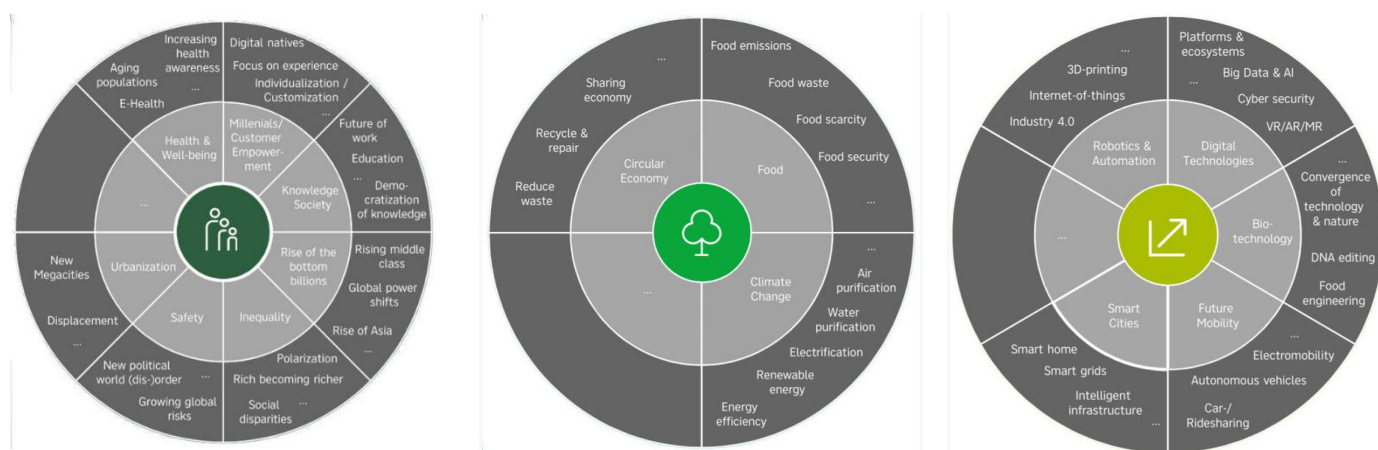 Increasing
health
awareness
Aging
populations
...
E-Health
Digital natives
Focus on experience
Individualization /
Customization
...
Future of
work
Education
...
Demo-
cratization
of knowledge
Rising middle
class
Global power
shifts
Rise of Asia
...
Polarization
Rich becoming richer
Social
disparities
...
New political
world (dis-)order
...
Growing global
risks
New
Megacities
Displacement
...
Health &
Well-being
Millenials/
Customer
Empower-
ment
Knowledge
Society
Rise of the
bottom
billions
Inequality
Safety
Urbanization
...
...
Sharing
economy
Recycle &
repair
Reduce
waste
Food emissions
Food waste
Food scarcity
Food security
...
...
Air
purification
Water
purification
Electrification
Renewable
energy
Energy
efficiency
Circular
Economy
Food
Climate
Change
...
...
3D-printing
Internet-of-things
Industry 4.0
Platforms &
ecosystems
...
Big Data & AI
Cyber security
VR/AR/MR
...
Convergence
of
technology
& nature
DNA editing
Food
engineering
...
Electromobility
Autonomous vehicles
Car-/
Ridesharing
Smart home
Smart grids
Intelligent
infrastructure
...
Robotics &
Automation
Digital
Technologies
Bio-
technology
Future
Mobility
Smart
Cities
...